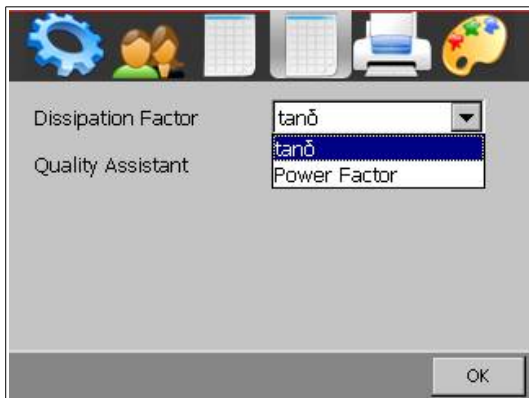 Dissipation Factor tanδ
tanδ
Quality Assistant
Power Factor
OK